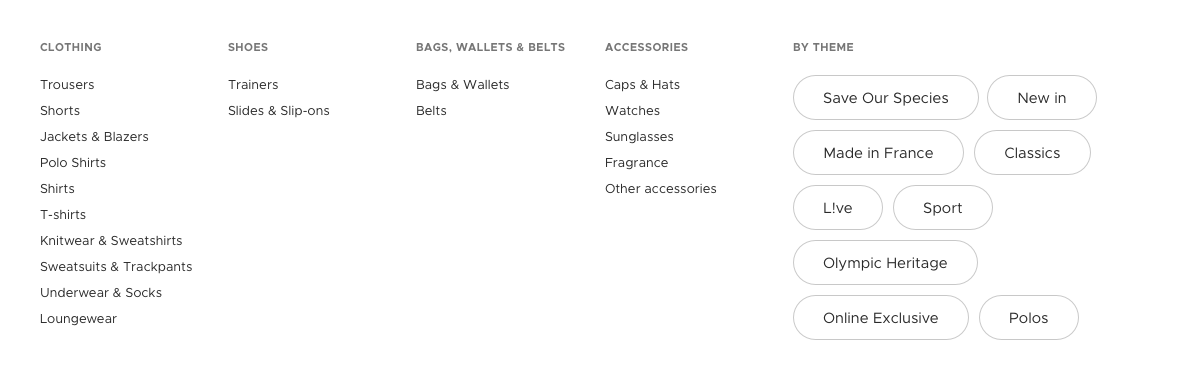 CLOTHING
Trousers
Shorts
Jackets & Blazers
Polo Shirts
Shirts
T-shirts
Knitwear & Sweatshirts
Sweatsuits & Trackpants
Underwear & Socks
Loungewear
SHOES
Trainers
Slides & Slip-ons
BAGS, WALLETS & BELTS
Bags & Wallets
Belts
ACCESSORIES
Caps & Hats
Watches
Sunglasses
Fragrance
Other accessories
BY THEME
Save Our Species
New in
Made in France
Classics
L!ve
Sport
Olympic Heritage
Online Exclusive
Polos